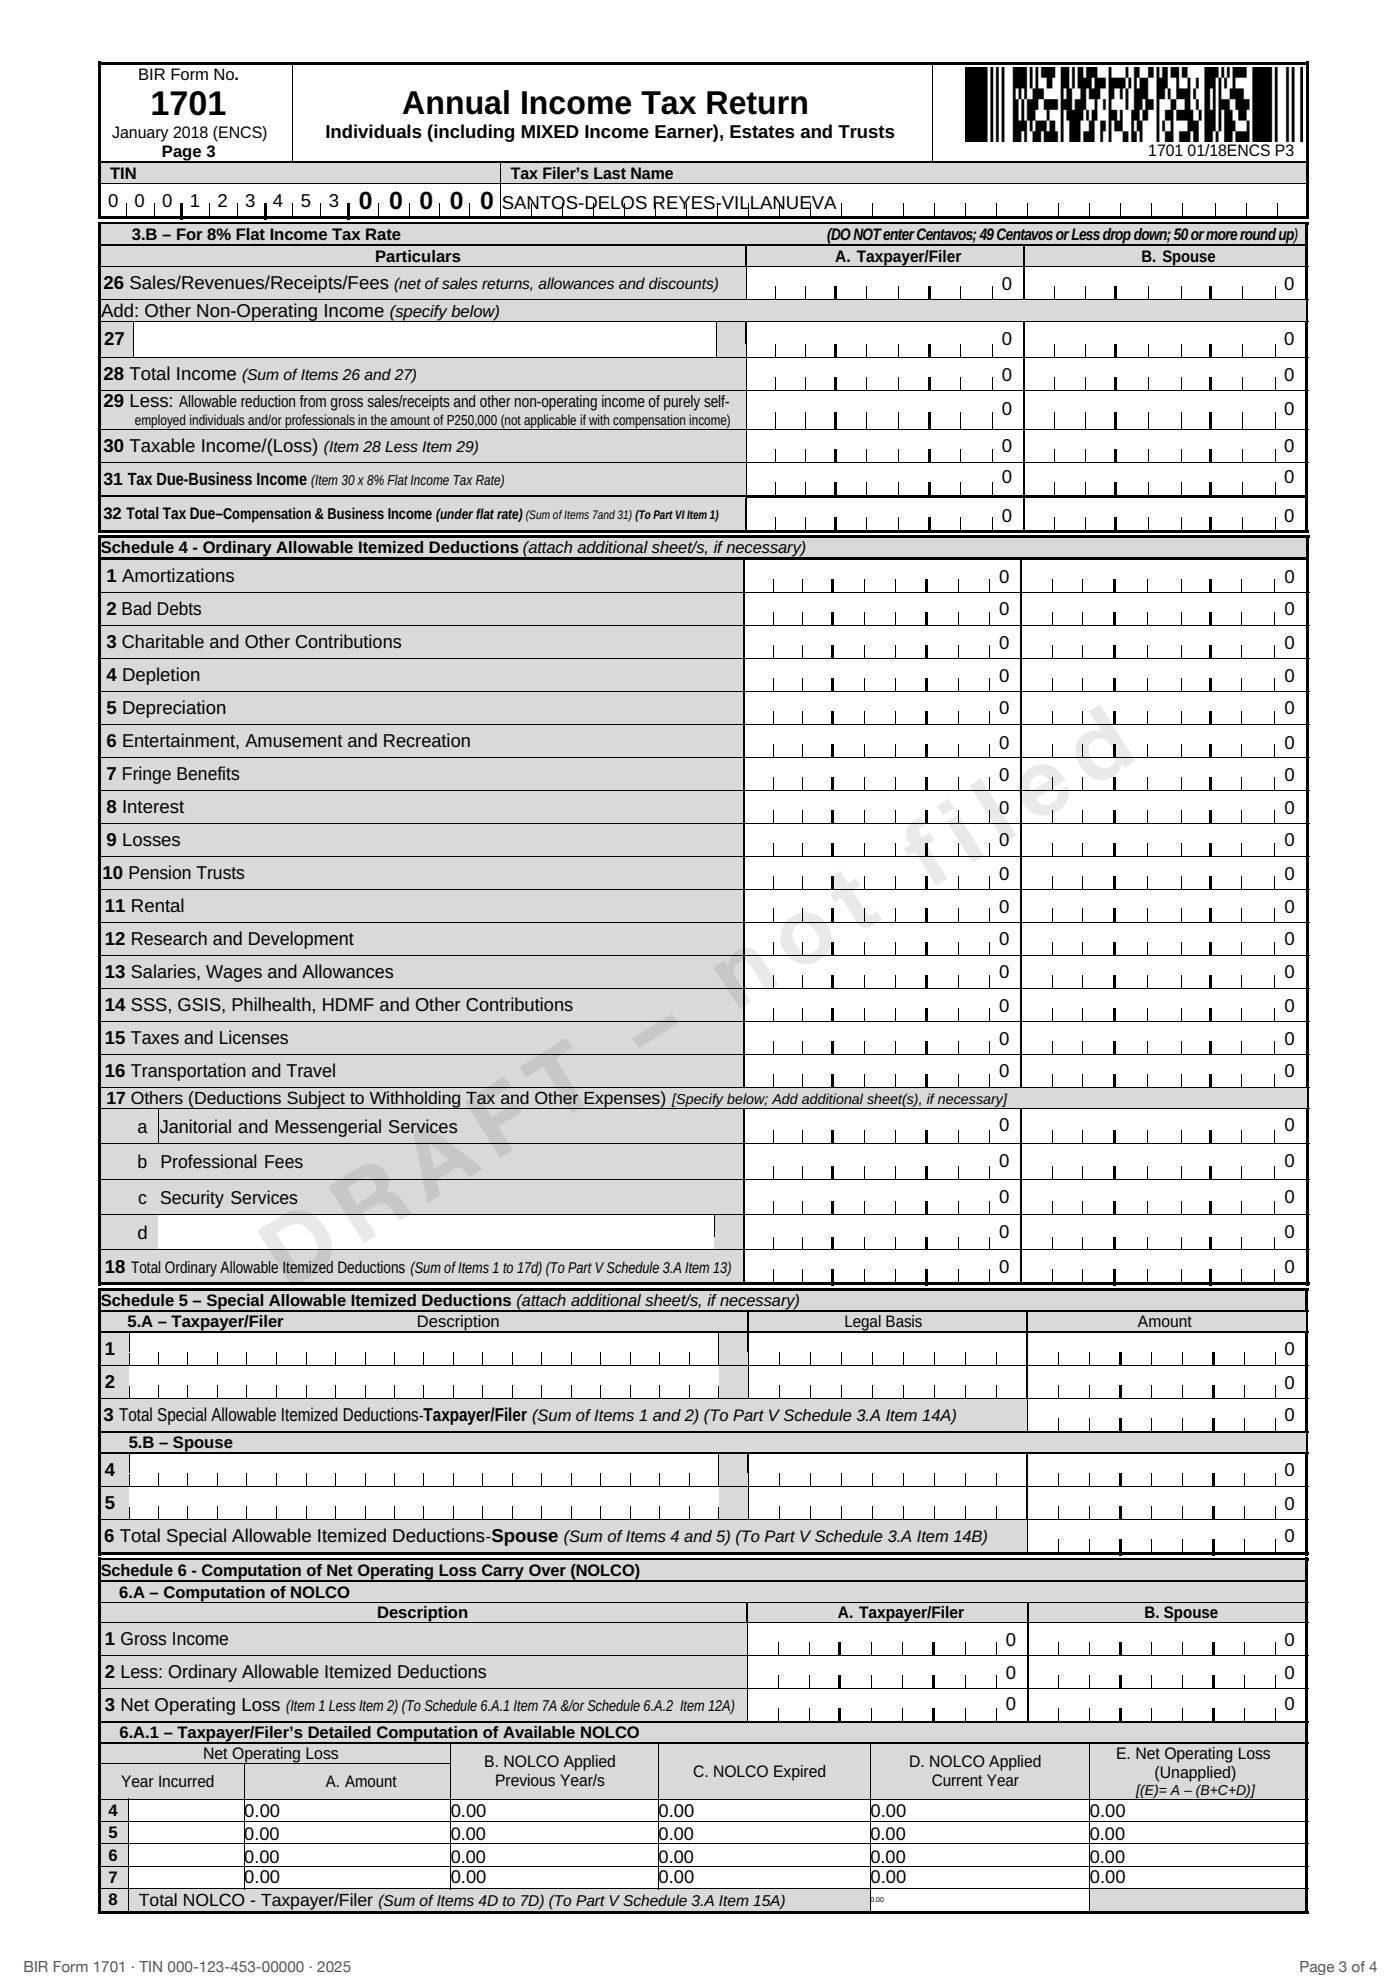 BIR Form No.
1701
January 2018 (ENCS)
Page 3
Annual Income Tax Return
Individuals (including MIXED Income Earner), Estates and Trusts
1701 01/18ENCS P3
TIN Tax Filer's Last Name
0 0 0 1 2 3 4 5 3 0 0 0 0 0 SANTOS-DELOS REYES-VILLANUEVA
3.B – For 8% Flat Income Tax Rate (DO NOT enter Centavos; 49 Centavos or Less drop down; 50 or more round up)
Particulars A. Taxpayer/Filer B. Spouse
26 Sales/Revenues/Receipts/Fees (net of sales returns, allowances and discounts) 0 0
Add: Other Non-Operating Income (specify below)
27 0 0
28 Total Income (Sum of Items 26 and 27) 0 0
29 Less: Allowable reduction from gross sales/receipts and other non-operating income of purely self-
employed individuals and/or professionals in the amount of P250,000 (not applicable if with compensation income) 0 0
30 Taxable Income/(Loss) (Item 28 Less Item 29) 0 0
31 Tax Due-Business Income (Item 30 x 8% Flat Income Tax Rate) 0 0
32 Total Tax Due–Compensation & Business Income (under flat rate) (Sum of Items 7and 31) (To Part VI Item 1) 0 0
Schedule 4 - Ordinary Allowable Itemized Deductions (attach additional sheet/s, if necessary)
1 Amortizations 0 0
2 Bad Debts 0 0
3 Charitable and Other Contributions 0 0
4 Depletion 0 0
5 Depreciation 0 0
6 Entertainment, Amusement and Recreation 0 0
7 Fringe Benefits 0 0
8 Interest 0 0
9 Losses 0 0
10 Pension Trusts 0 0
11 Rental 0 0
12 Research and Development 0 0
13 Salaries, Wages and Allowances 0 0
14 SSS, GSIS, Philhealth, HDMF and Other Contributions 0 0
15 Taxes and Licenses 0 0
16 Transportation and Travel 0 0
17 Others (Deductions Subject to Withholding Tax and Other Expenses) [Specify below; Add additional sheet(s), if necessary]
a Janitorial and Messengerial Services 0 0
b Professional Fees 0 0
c Security Services 0 0
d 0 0
18 Total Ordinary Allowable Itemized Deductions (Sum of Items 1 to 17d) (To Part V Schedule 3.A Item 13) 0 0
DRAFT – not filed
Schedule 5 – Special Allowable Itemized Deductions (attach additional sheet/s, if necessary)
5.A – Taxpayer/Filer Description Legal Basis Amount
1 0
2 0
3 Total Special Allowable Itemized Deductions-Taxpayer/Filer (Sum of Items 1 and 2) (To Part V Schedule 3.A Item 14A) 0
5.B – Spouse
4 0
5 0
6 Total Special Allowable Itemized Deductions-Spouse (Sum of Items 4 and 5) (To Part V Schedule 3.A Item 14B) 0
Schedule 6 - Computation of Net Operating Loss Carry Over (NOLCO)
6.A – Computation of NOLCO
Description A. Taxpayer/Filer B. Spouse
1 Gross Income 0 0
2 Less: Ordinary Allowable Itemized Deductions 0 0
3 Net Operating Loss (Item 1 Less Item 2) (To Schedule 6.A.1 Item 7A &/or Schedule 6.A.2 Item 12A) 0 0
6.A.1 – Taxpayer/Filer's Detailed Computation of Available NOLCO
Net Operating Loss
Year Incurred A. Amount
B. NOLCO Applied
Previous Year/s
C. NOLCO Expired
D. NOLCO Applied
Current Year
E. Net Operating Loss
(Unapplied)
[(E)= A – (B+C+D)]
4 0.00 0.00 0.00 0.00 0.00
5 0.00 0.00 0.00 0.00 0.00
6 0.00 0.00 0.00 0.00 0.00
7 0.00 0.00 0.00 0.00 0.00
8 Total NOLCO - Taxpayer/Filer (Sum of Items 4D to 7D) (To Part V Schedule 3.A Item 15A) 0.00
BIR Form 1701 · TIN 000-123-453-00000 · 2025 Page 3 of 4